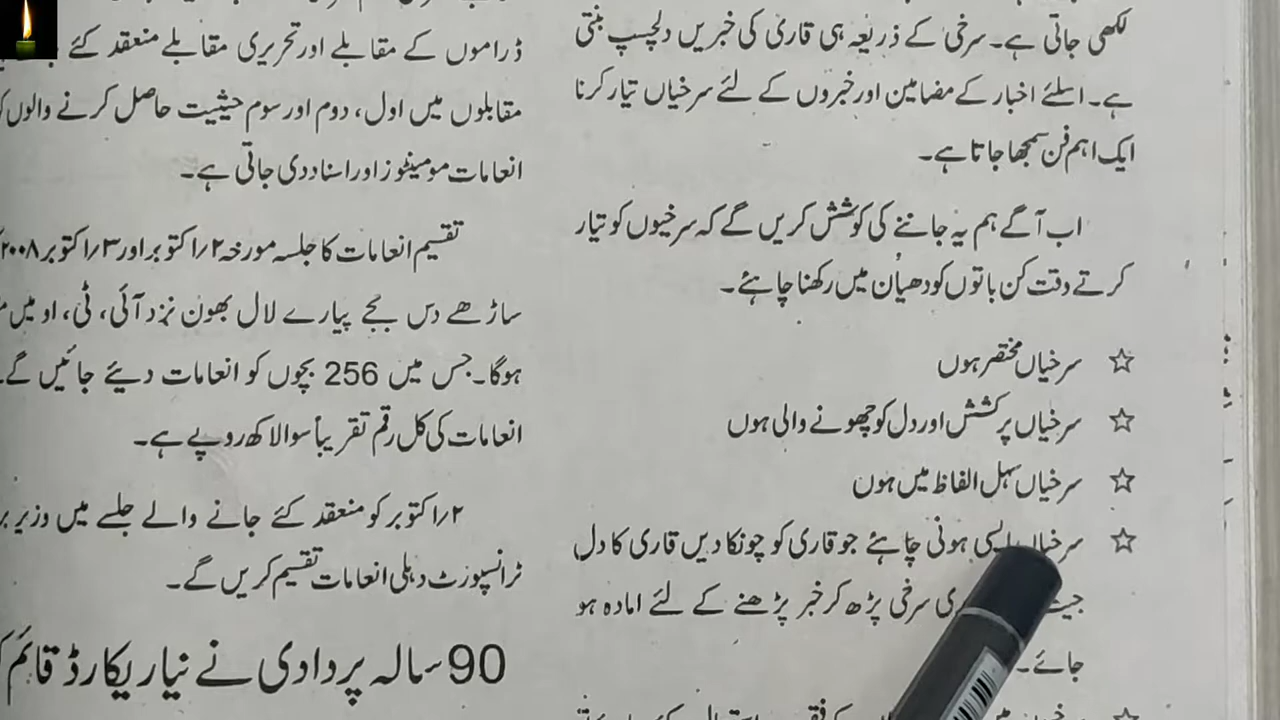 لکھی جاتی ہے۔ سرخی کے ذریعہ ہی قاری کی خبریں دلچسپ بنتی
ہے۔ اسلئے اخبار کے مضامین اور خبروں کے لئے سرخیاں تیار کرنا
ایک اہم فن سمجھا جاتا ہے۔
اب آگے ہم یہ جاننے کی کوشش کریں گے کہ سرخیوں کو تیار
کرتے وقت کن باتوں کو دھیان میں رکھنا چاہئے۔
☆ سرخیاں مختصر ہوں
☆ سرخیاں پر کشش اور دل کو چھونے والی ہوں
☆ سرخیاں سہل الفاظ میں ہوں
☆ سرخیاں ایسی ہونی چاہئے جو قاری کو چونکا دیں قاری کا دل
سرخی پڑھ کر خبر پڑھنے کے لئے امادہ ہو
جائے۔
ڈراموں کے مقابلے اور تحریری مقابلے منعقد کئے
مقابلوں میں اول، دوم اور سوم حیثیت حاصل کرنے والوں
انعامات مومینٹوز اور اسناد دی جاتی ہے۔
تقسیم انعامات کا جلسہ مورخہ ۲/اکتوبر اور ۳/اکتوبر ۲۰۰۸
ساڑھے دس بجے پیارے لال بھون نزد آئی، ٹی، او میں
ہوگا۔ جس میں 256 بچوں کو انعامات دیئے جائیں گے۔
انعامات کی کل رقم تقریباً سوا لاکھ روپے ہے۔
۲/اکتوبر کو منعقد کئے جانے والے جلسے میں وزیر
ٹرانسپورٹ دہلی انعامات تقسیم کریں گے۔
90 سالہ پردادی نے نیا ریکارڈ قائم